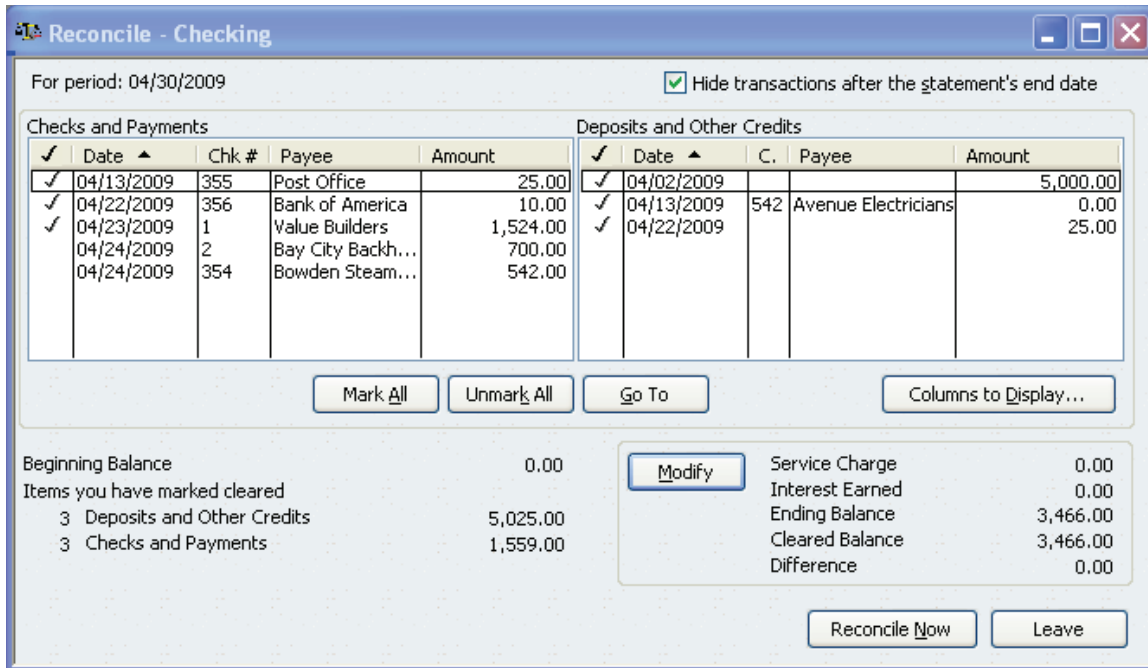 Reconcile - Checking
For period: 04/30/2009
Hide transactions after the statement's end date
Checks and Payments
✓ Date Chk # Payee Amount
✓ 04/13/2009 355 Post Office 25.00
✓ 04/22/2009 356 Bank of America 10.00
✓ 04/23/2009 1 Value Builders 1,524.00
04/24/2009 2 Bay City Backh... 700.00
04/24/2009 354 Bowden Steam... 542.00
Deposits and Other Credits
✓ Date C. Payee Amount
✓ 04/02/2009 5,000.00
✓ 04/13/2009 542 Avenue Electricians 0.00
✓ 04/22/2009 25.00
Mark All Unmark All Go To Columns to Display...
Beginning Balance 0.00
Items you have marked cleared
3 Deposits and Other Credits 5,025.00
3 Checks and Payments 1,559.00
Modify
Service Charge 0.00
Interest Earned 0.00
Ending Balance 3,466.00
Cleared Balance 3,466.00
Difference 0.00
Reconcile Now Leave